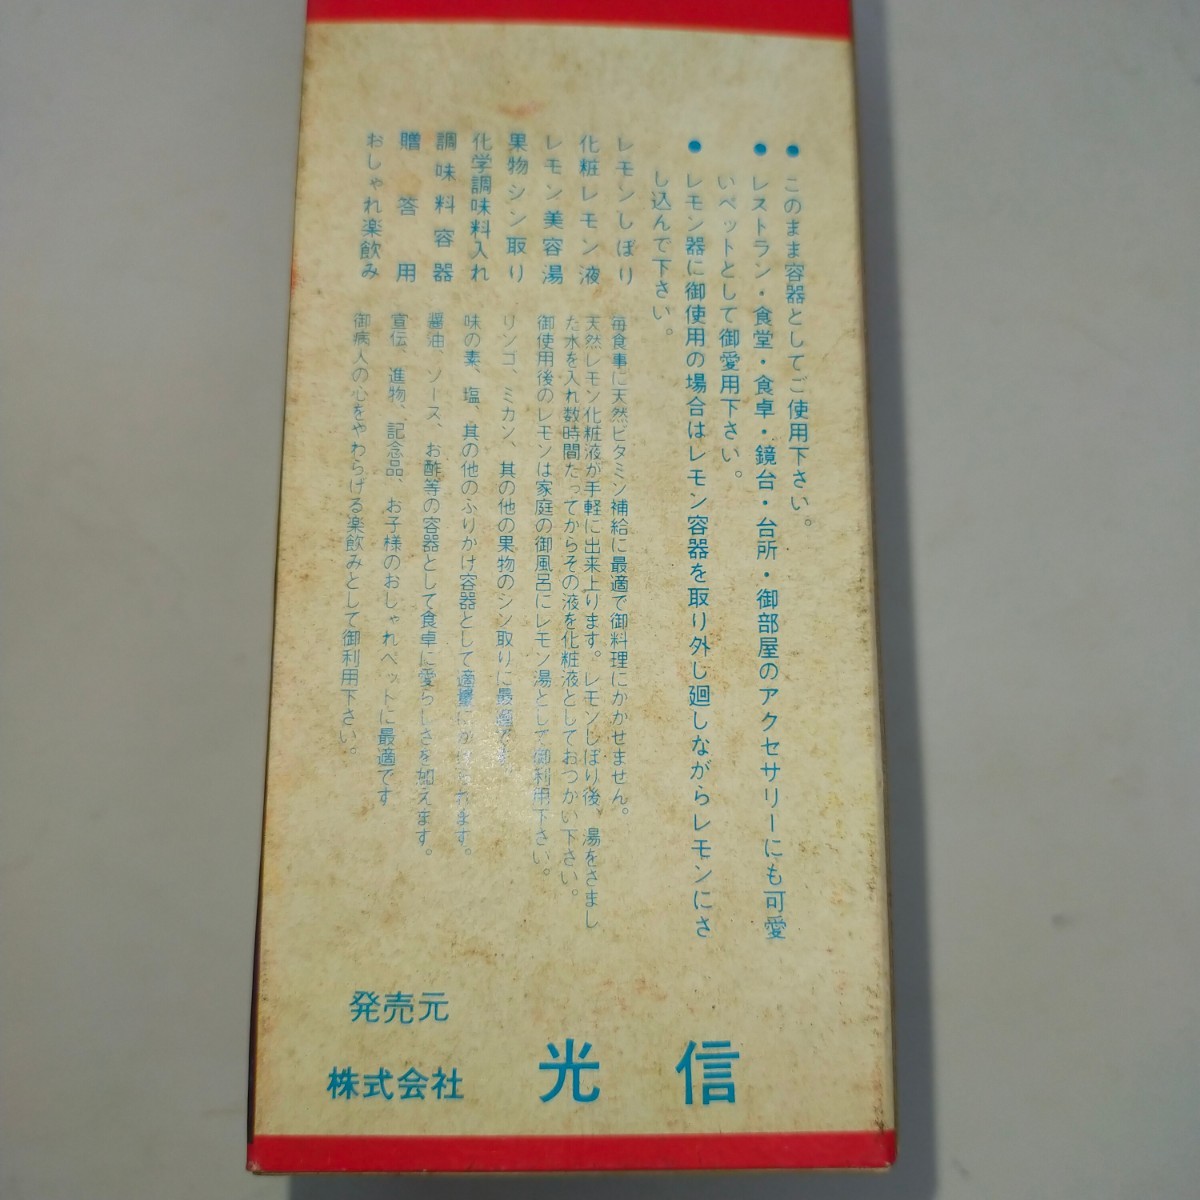 ●このまま容器としてご使用下さい。
●レストラン・食堂・食卓・鏡台・台所・御部屋のアクセサリーにも可愛
いペットとして御愛用下さい。
●レモン器に御使用の場合はレモン容器を取り外し廻しながらレモンにさ
し込んで下さい。
レモンしぼり 毎食事に天然ビタミン補給に最適で御料理にかかせません。
化粧レモン液 天然レモン化粧液が手軽に出来上ります。レモンしぼり後、湯をさまし
た水を入れ数時間たってからその液を化粧液としておつかい下さい。
レモン美容湯 御使用後のレモンは家庭の御風呂にレモン湯として御利用下さい。
果物シン取り リンゴ、ミカン、其の他の果物のシン取りに最適です。
化学調味料入れ 味の素、塩、其の他のふりかけ容器として適量にかけられます。
調味料容器 醤油、ソース、お酢等の容器として食卓に愛らしさを加えます。
贈答用 宣伝、進物、記念品、お子様のおしゃれペットに最適です
おしゃれ楽飲み 御病人の心をやわらげる楽飲みとして御利用下さい。
発売元
株式会社 光信